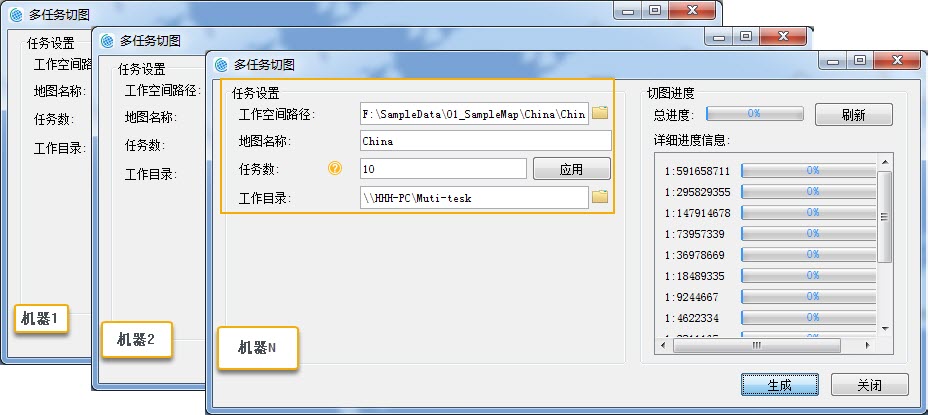 多任务切图
任务设置
工作空间路
地图名称:
任务数:
工作目录:
机器1
多任务切图
任务设置
工作空间路径:
地图名称:
任务数:
工作目录:
机器2
多任务切图
任务设置
工作空间路径: F:\SampleData\01_SampleMap\China\Chin
地图名称: China
任务数: ? 10 应用
工作目录: \\HHH-PC\Muti-tesk
机器N
切图进度
总进度: 0% 刷新
详细进度信息:
1:591658711 0%
1:295829355 0%
1:147914678 0%
1:73957339 0%
1:36978669 0%
1:18489335 0%
1:9244667 0%
1:4622334 0%
生成 关闭